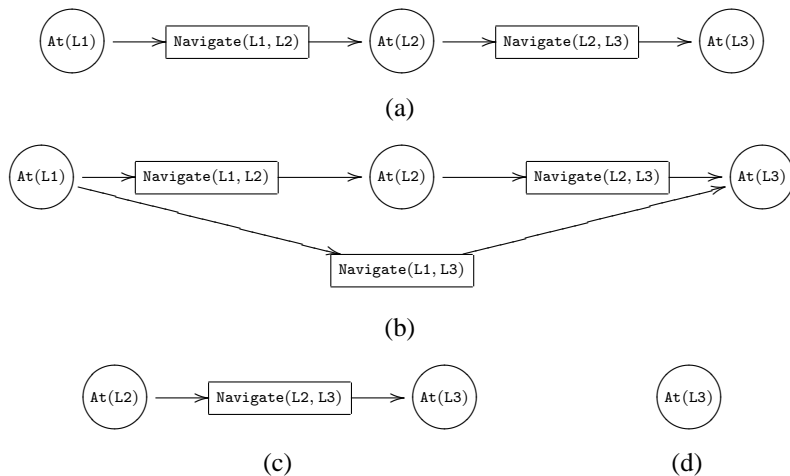 At(L1) Navigate(L1, L2) At(L2) Navigate(L2, L3) At(L3)
(a)
At(L1) Navigate(L1, L2) At(L2) Navigate(L2, L3) At(L3)
Navigate(L1, L3)
(b)
At(L2) Navigate(L2, L3) At(L3) At(L3)
(c) (d)